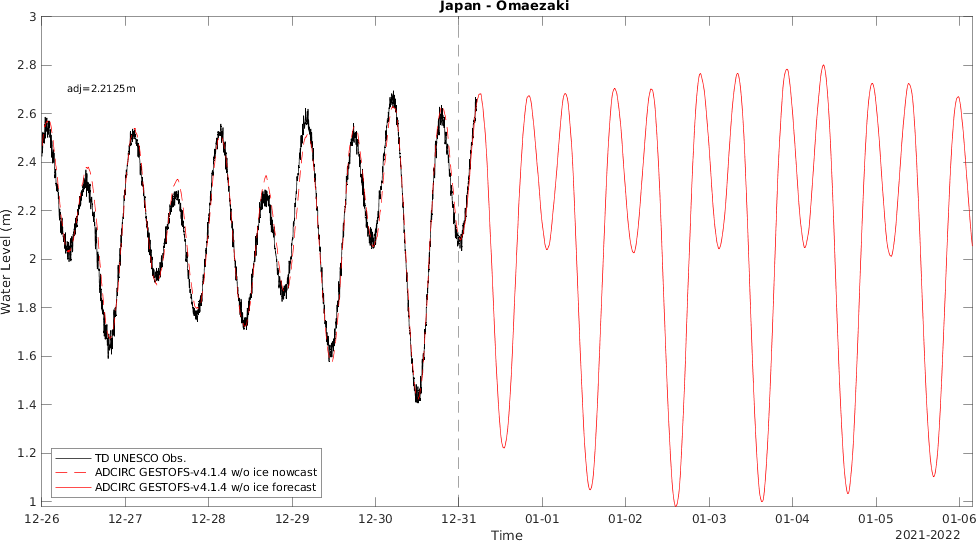 Japan - Omaezaki
3
2.8
2.6
2.4
2.2
2
1.8
1.6
1.4
1.2
1
Water Level (m)
adj=2.2125m
TD UNESCO Obs.
ADCIRC GESTOFS-v4.1.4 w/o ice nowcast
ADCIRC GESTOFS-v4.1.4 w/o ice forecast
12-26 12-27 12-28 12-29 12-30 12-31 01-01 01-02 01-03 01-04 01-05 01-06
Time
2021-2022